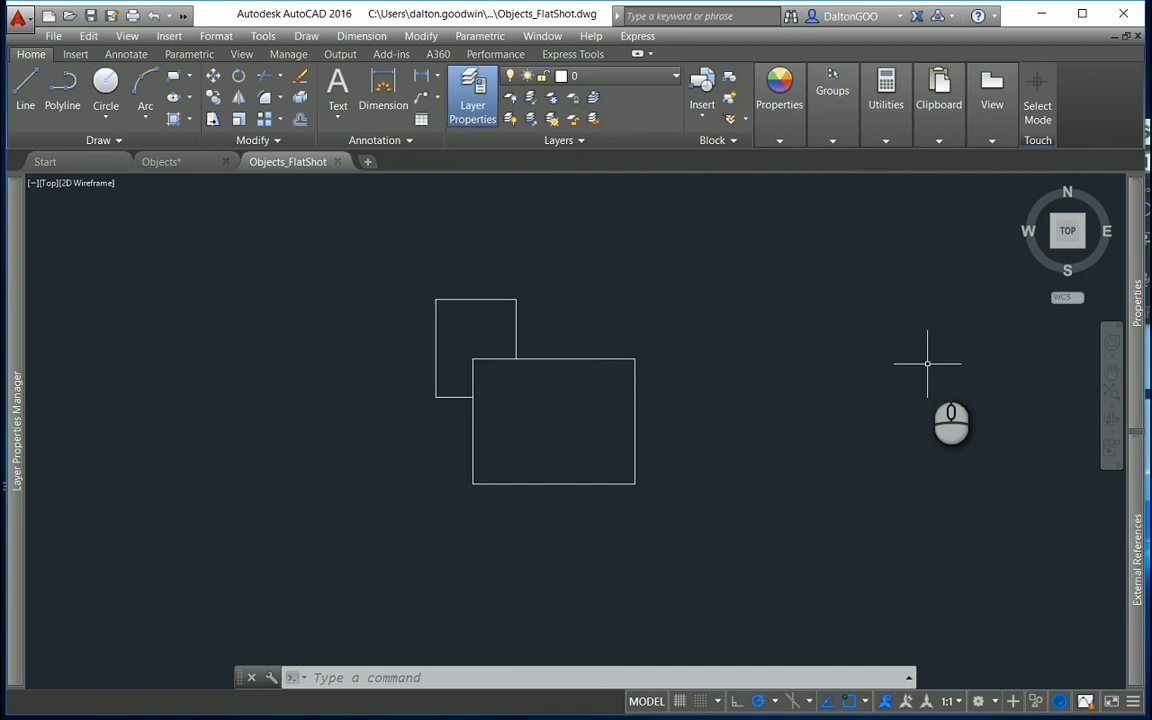 Autodesk AutoCAD 2016 C:\Users\dalton.goodwin\...\Objects_FlatShot.dwg Type a keyword or phrase DaltonGOO
File Edit View Insert Format Tools Draw Dimension Modify Parametric Window Help Express
Home Insert Annotate Parametric View Manage Output Add-ins A360 Performance Express Tools
0
Line Polyline Circle Arc Text Dimension Layer Properties Insert Properties Groups Utilities Clipboard View Select Mode
Draw Modify Annotation Layers Block Touch
Start Objects* Objects_FlatShot
[−][Top][2D Wireframe]
N
W TOP E
S
WCS
Properties
Layer Properties Manager
External References
Type a command
MODEL 1:1